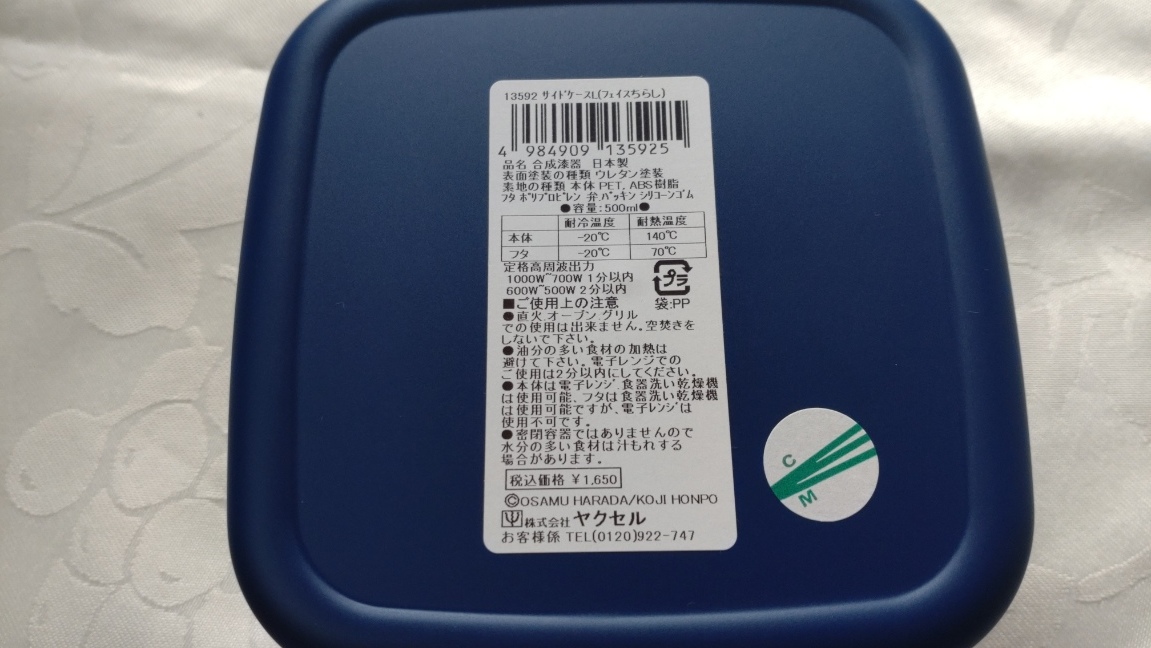 13592 サイドケースL(フェイスちらし)
4 984909 135925
品名 合成漆器 日本製
表面塗装の種類 ウレタン塗装
素地の種類 本体 PET, ABS樹脂
フタ ポリプロピレン 弁.パッキン シリコーンゴム
●容量:500ml●
耐冷温度 耐熱温度
本体 -20℃ 140℃
フタ -20℃ 70℃
定格高周波出力
1000W~700W 1分以内
600W~500W 2分以内
プラ
袋:PP
■ご使用上の注意
●直火.オーブン.グリル
での使用は出来ません。空焚きを
しないで下さい。
●油分の多い食材の加熱は
避けて下さい。電子レンジでの
ご使用は2分以内にしてください。
●本体は電子レンジ.食器洗い乾燥機
は使用可能、フタは食器洗い乾燥機
は使用可能ですが、電子レンジは
使用不可です。
●密閉容器ではありませんので
水分の多い食材は汁もれする
場合があります。
税込価格 ¥1,650
©OSAMU HARADA/KOJI HONPO
株式会社 ヤクセル
お客様係 TEL(0120)922-747
C
M